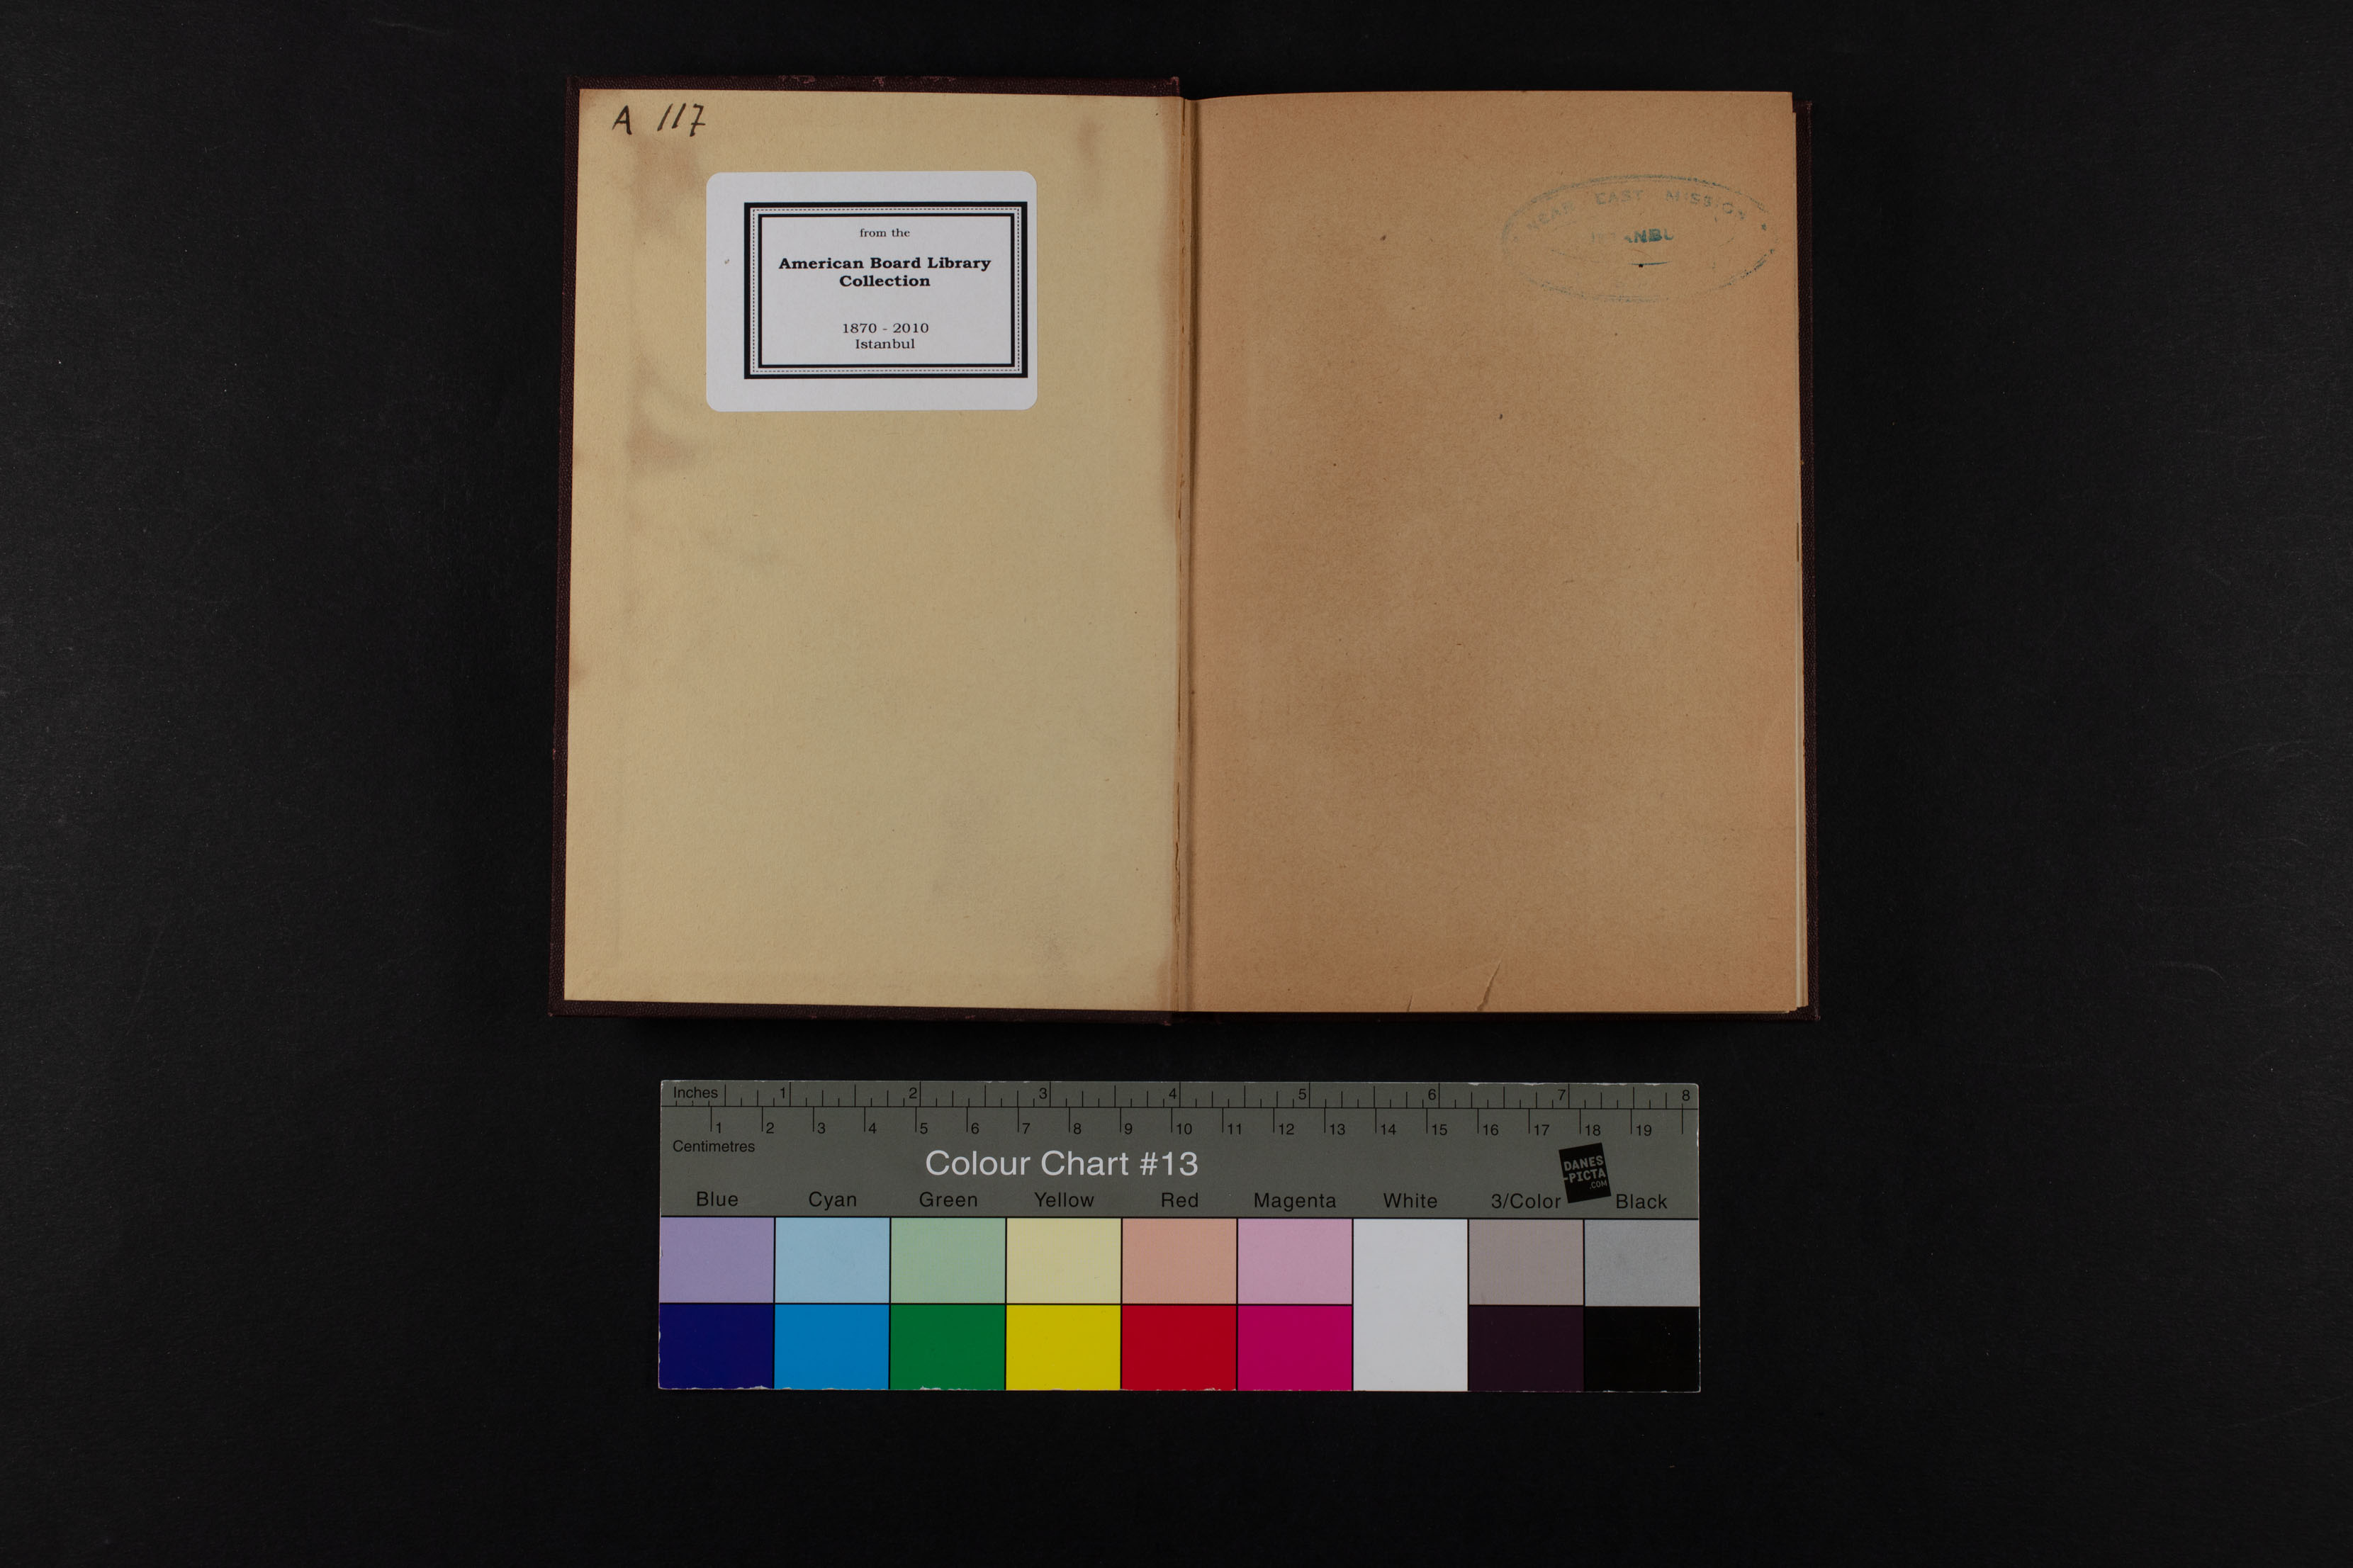 A 117
from the
American Board Library
Collection
1870 - 2010
Istanbul
NEAR EAST MISSION
Inches 1 2 3 4 5 6 7 8
1 2 3 4 5 6 7 8 9 10 11 12 13 14 15 16 17 18 19
Centimetres
Colour Chart #13
DANES
-PICTA
.COM
Blue Cyan Green Yellow Red Magenta White 3/Color Black